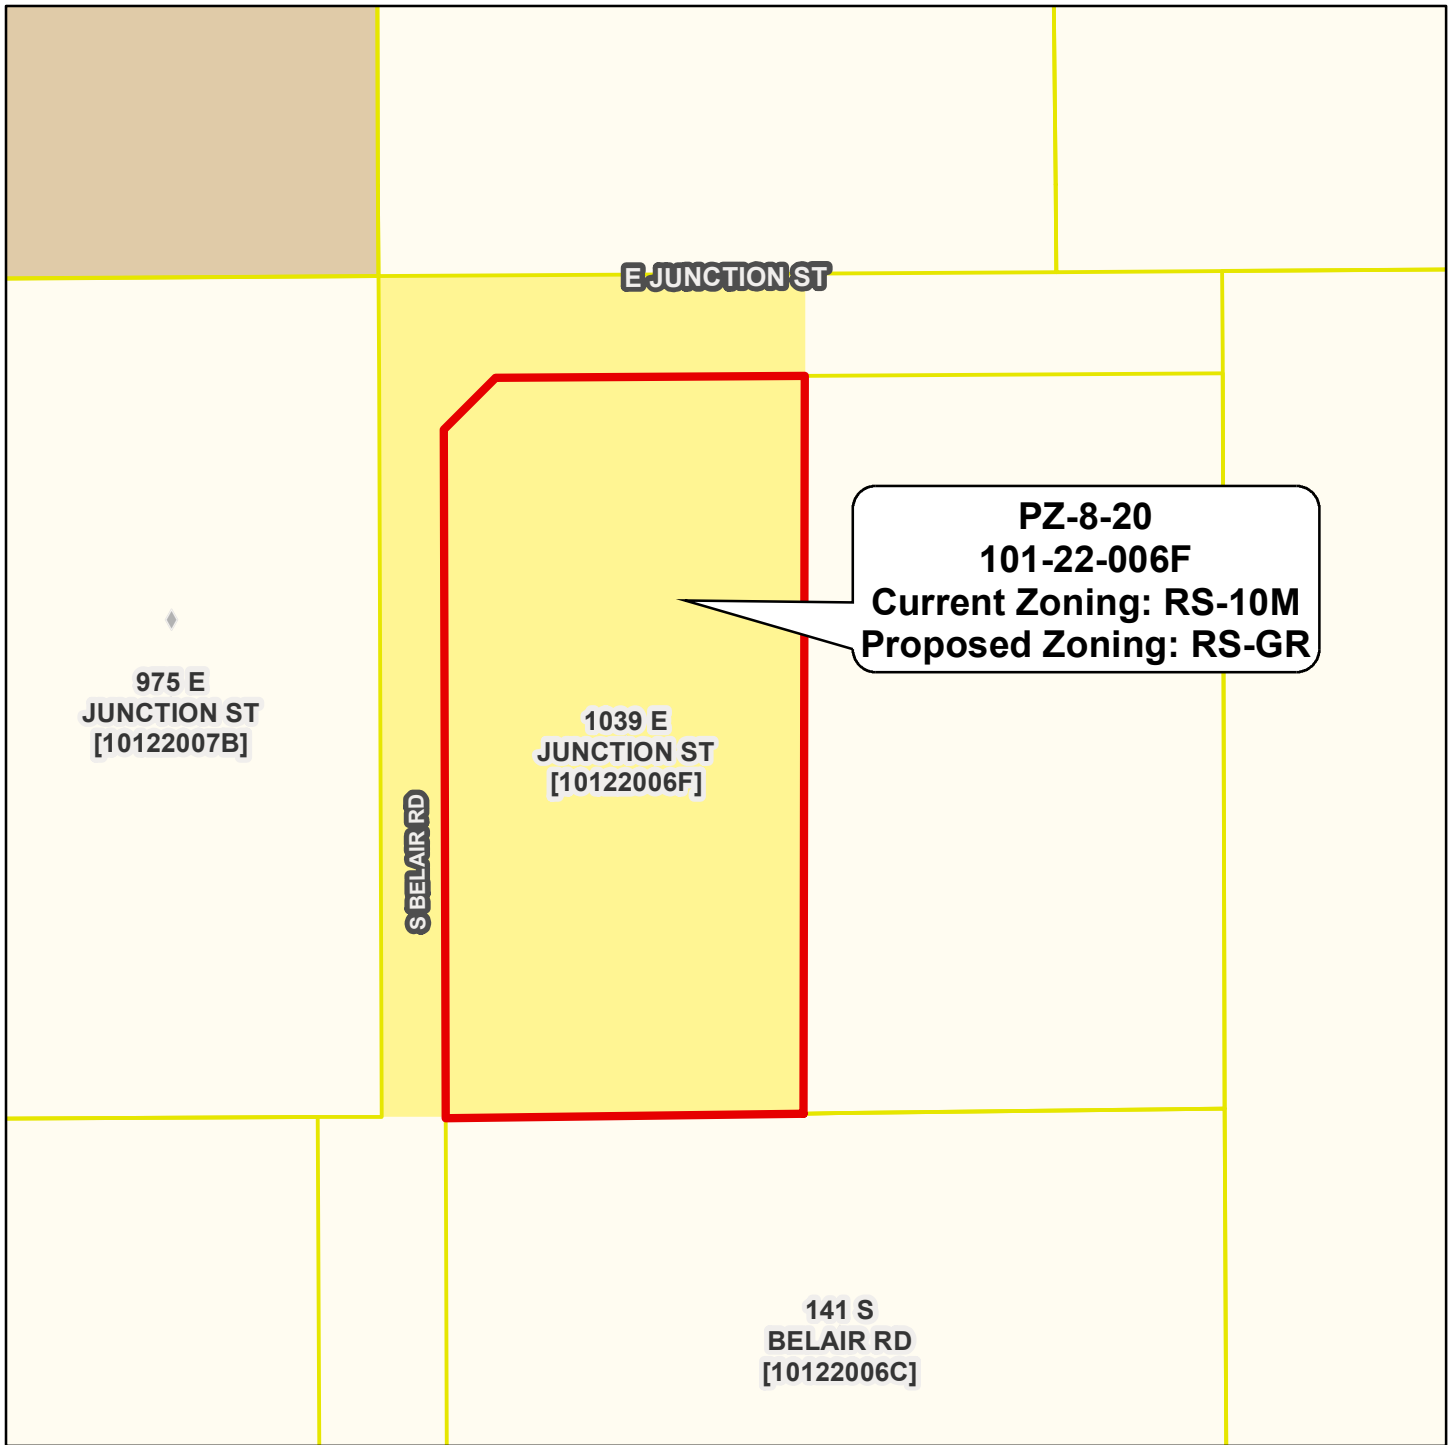 E JUNCTION ST
PZ-8-20
101-22-006F
Current Zoning: RS-10M
Proposed Zoning: RS-GR
975 E
JUNCTION ST
[10122007B]
1039 E
JUNCTION ST
[10122006F]
S BELAIR RD
141 S
BELAIR RD
[10122006C]